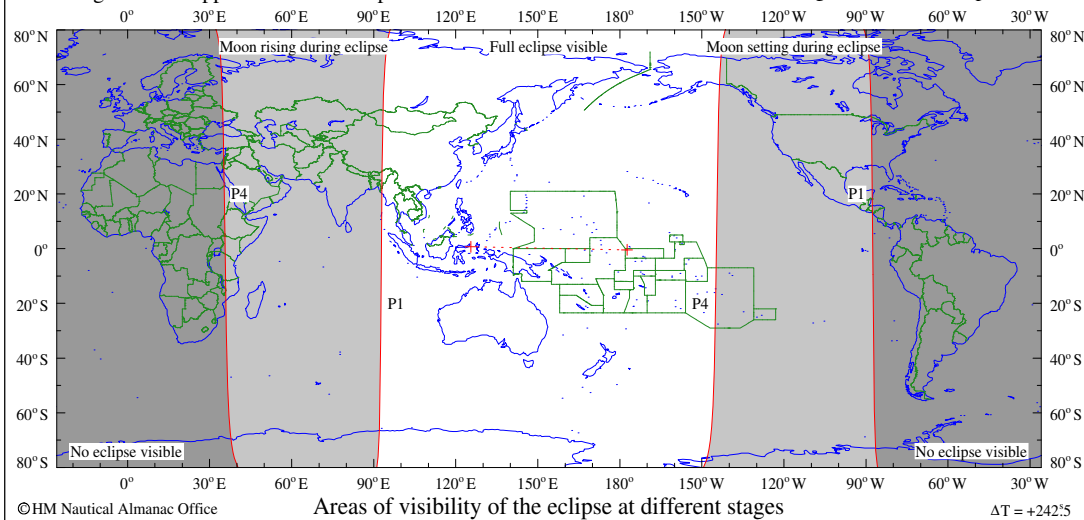 0° 30°E 60°E 90°E 120°E 150°E 180° 150°W 120°W 90°W 60°W 30°W
80°N Moon rising during eclipse Full eclipse visible Moon setting during eclipse 80°N
60°N 60°N
40°N 40°N
20°N P4 P1 20°N
0° 0°
20°S P1 P4 20°S
40°S 40°S
60°S 60°S
No eclipse visible No eclipse visible
80°S 80°S
0° 30°E 60°E 90°E 120°E 150°E 180° 150°W 120°W 90°W 60°W 30°W
©HM Nautical Almanac Office Areas of visibility of the eclipse at different stages ΔT = +242.ˢ5